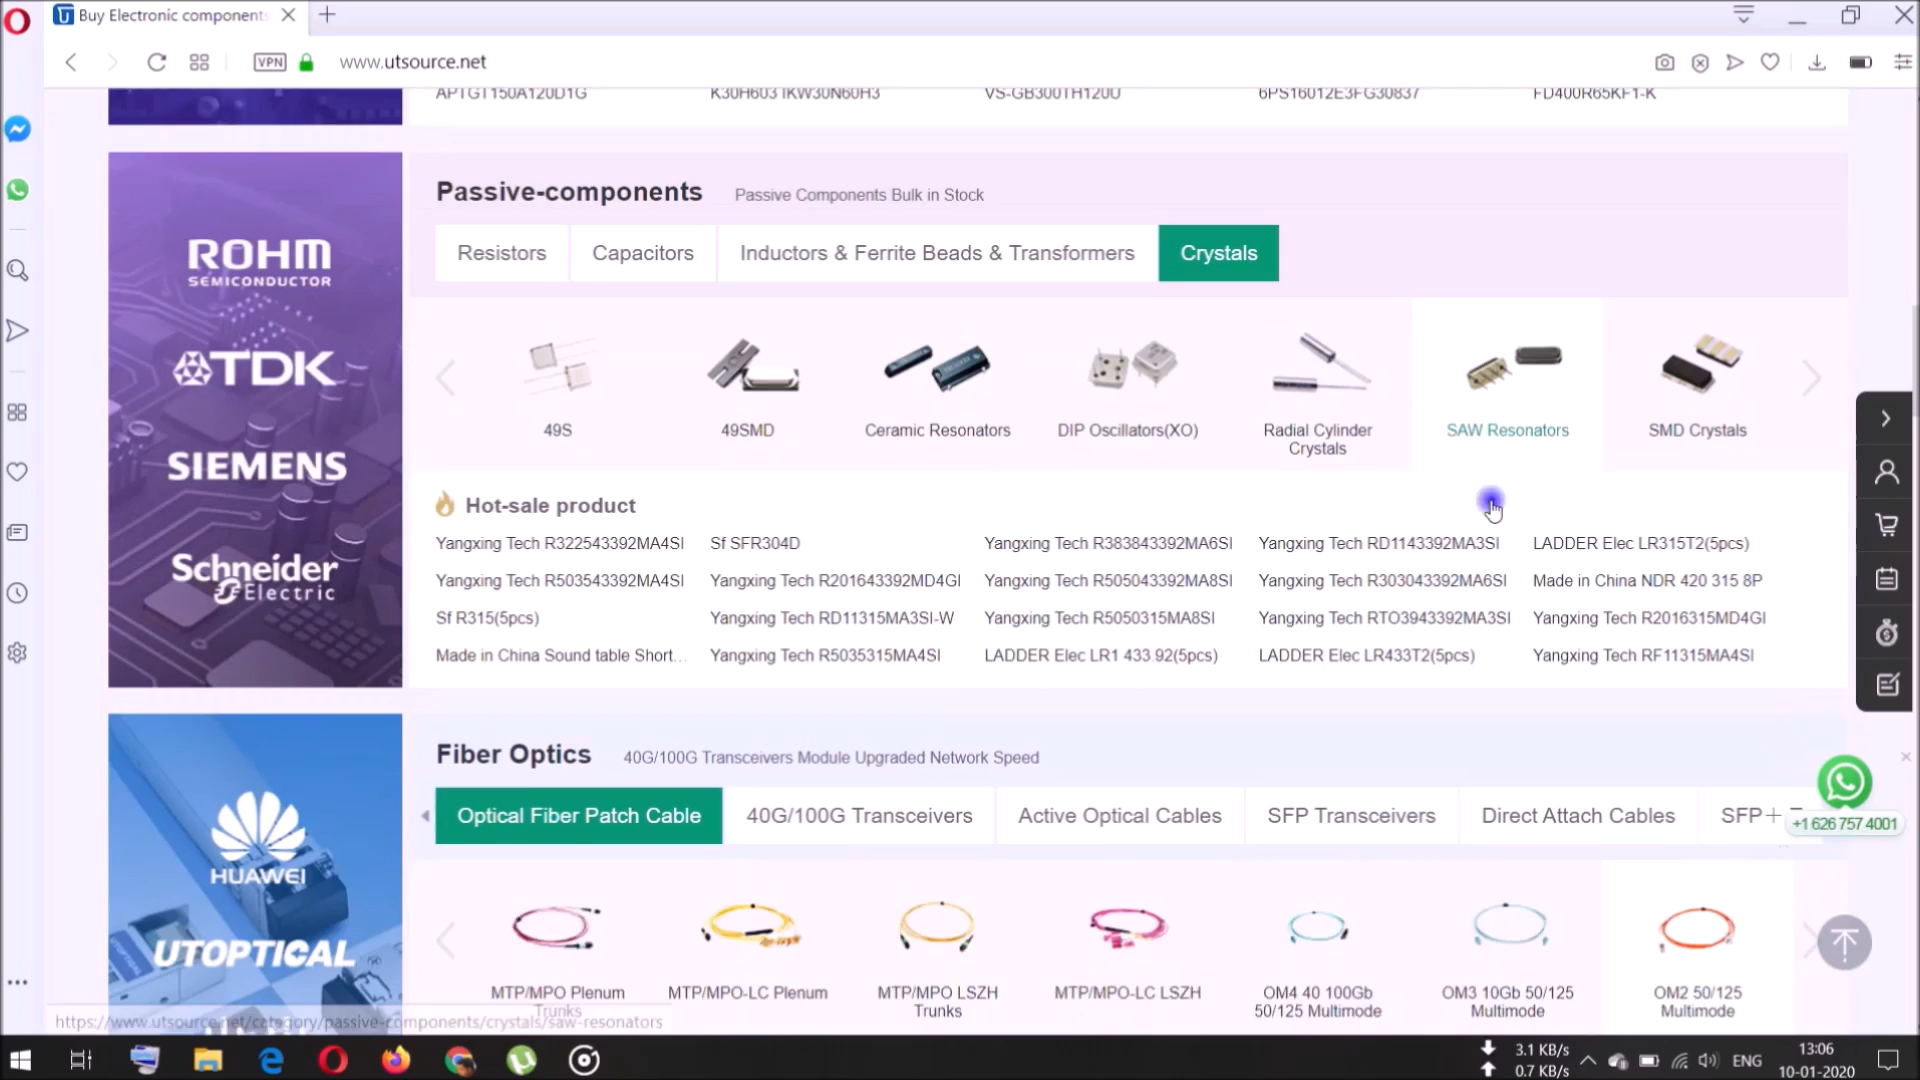 Buy Electronic components
VPN
www.utsource.net
APTGT150A120D1G K30H603 IKW30N60H3 VS-GB300TH120U 6PS16012E3FG30837 FD400R65KF1-K
ROHM
SEMICONDUCTOR
TDK
SIEMENS
Schneider
Electric
Passive-components Passive Components Bulk in Stock
Resistors Capacitors Inductors & Ferrite Beads & Transformers Crystals
49S 49SMD Ceramic Resonators DIP Oscillators(XO) Radial Cylinder Crystals SAW Resonators SMD Crystals
Hot-sale product
Yangxing Tech R322543392MA4SI Sf SFR304D Yangxing Tech R383843392MA6SI Yangxing Tech RD1143392MA3SI LADDER Elec LR315T2(5pcs)
Yangxing Tech R503543392MA4SI Yangxing Tech R201643392MD4GI Yangxing Tech R505043392MA8SI Yangxing Tech R303043392MA6SI Made in China NDR 420 315 8P
Sf R315(5pcs) Yangxing Tech RD11315MA3SI-W Yangxing Tech R5050315MA8SI Yangxing Tech RTO3943392MA3SI Yangxing Tech R2016315MD4GI
Made in China Sound table Short... Yangxing Tech R5035315MA4SI LADDER Elec LR1 433.92(5pcs) LADDER Elec LR433T2(5pcs) Yangxing Tech RF11315MA4SI
HUAWEI
UTOPTICAL
Fiber Optics 40G/100G Transceivers Module Upgraded Network Speed
Optical Fiber Patch Cable 40G/100G Transceivers Active Optical Cables SFP Transceivers Direct Attach Cables SFP+
+1 626 757 4001
MTP/MPO Plenum Trunks MTP/MPO-LC Plenum MTP/MPO LSZH Trunks MTP/MPO-LC LSZH OM4 40 100Gb 50/125 Multimode OM3 10Gb 50/125 Multimode OM2 50/125 Multimode
https://www.utsource.net/category/passive-components/crystals/saw-resonators
3.1 KB/s
0.7 KB/s
ENG
13:06
10-01-2020